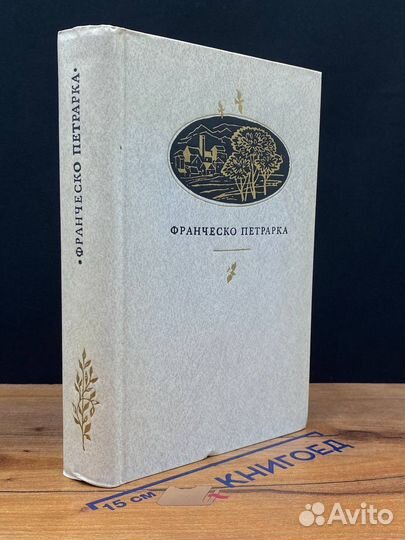 •ФРАНЧЕСКО ПЕТРАРКА•
ФРАНЧЕСКО ПЕТРАРКА
15 СМ
КНИГОЕД
Avito